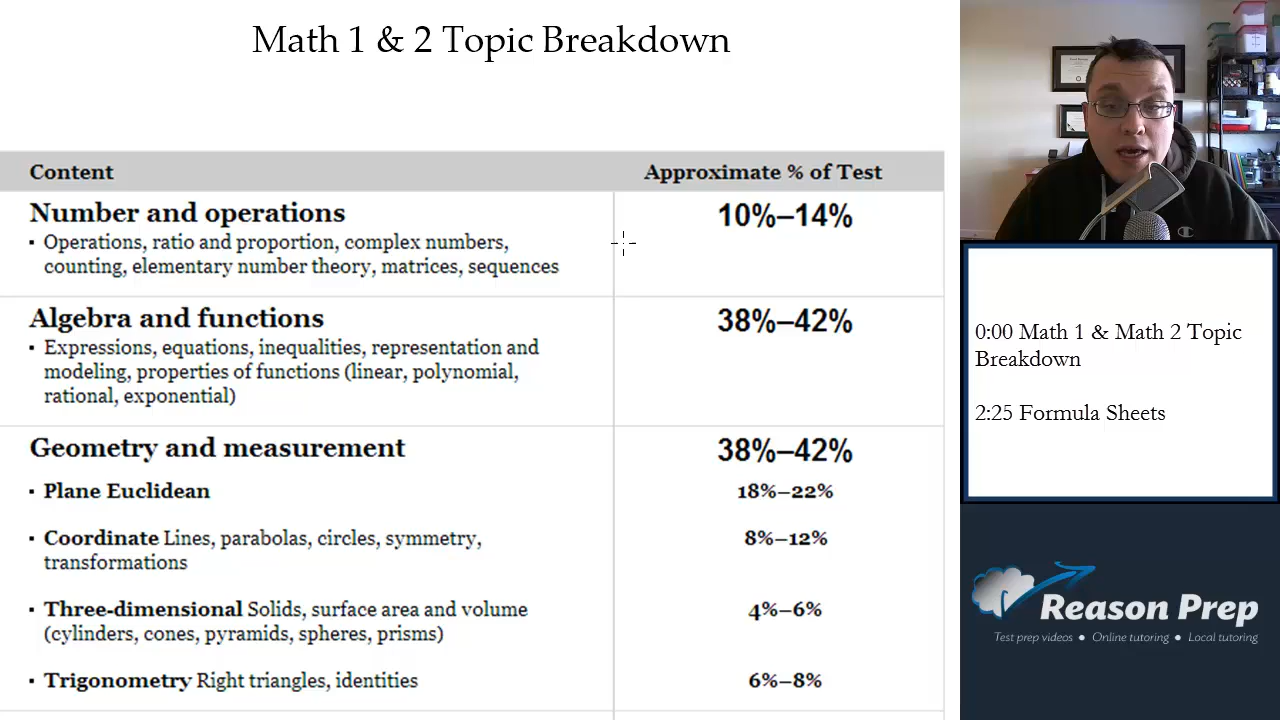 Math 1 & 2 Topic Breakdown
Content
Approximate % of Test
Number and operations
10%–14%
▪ Operations, ratio and proportion, complex numbers,
counting, elementary number theory, matrices, sequences
Algebra and functions
38%–42%
▪ Expressions, equations, inequalities, representation and
modeling, properties of functions (linear, polynomial,
rational, exponential)
Geometry and measurement
38%–42%
▪ Plane Euclidean
18%–22%
▪ Coordinate Lines, parabolas, circles, symmetry,
transformations
8%–12%
▪ Three-dimensional Solids, surface area and volume
(cylinders, cones, pyramids, spheres, prisms)
4%–6%
▪ Trigonometry Right triangles, identities
6%–8%
0:00 Math 1 & Math 2 Topic
Breakdown
2:25 Formula Sheets
Reason Prep
Test prep videos ● Online tutoring ● Local tutoring